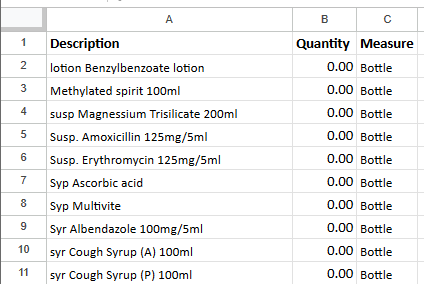 A B C
1 Description Quantity Measure
2 lotion Benzylbenzoate lotion 0.00 Bottle
3 Methylated spirit 100ml 0.00 Bottle
4 susp Magnessium Trisilicate 200ml 0.00 Bottle
5 Susp. Amoxicillin 125mg/5ml 0.00 Bottle
6 Susp. Erythromycin 125mg/5ml 0.00 Bottle
7 Syp Ascorbic acid 0.00 Bottle
8 Syp Multivite 0.00 Bottle
9 Syr Albendazole 100mg/5ml 0.00 Bottle
10 syr Cough Syrup (A) 100ml 0.00 Bottle
11 syr Cough Syrup (P) 100ml 0.00 Bottle